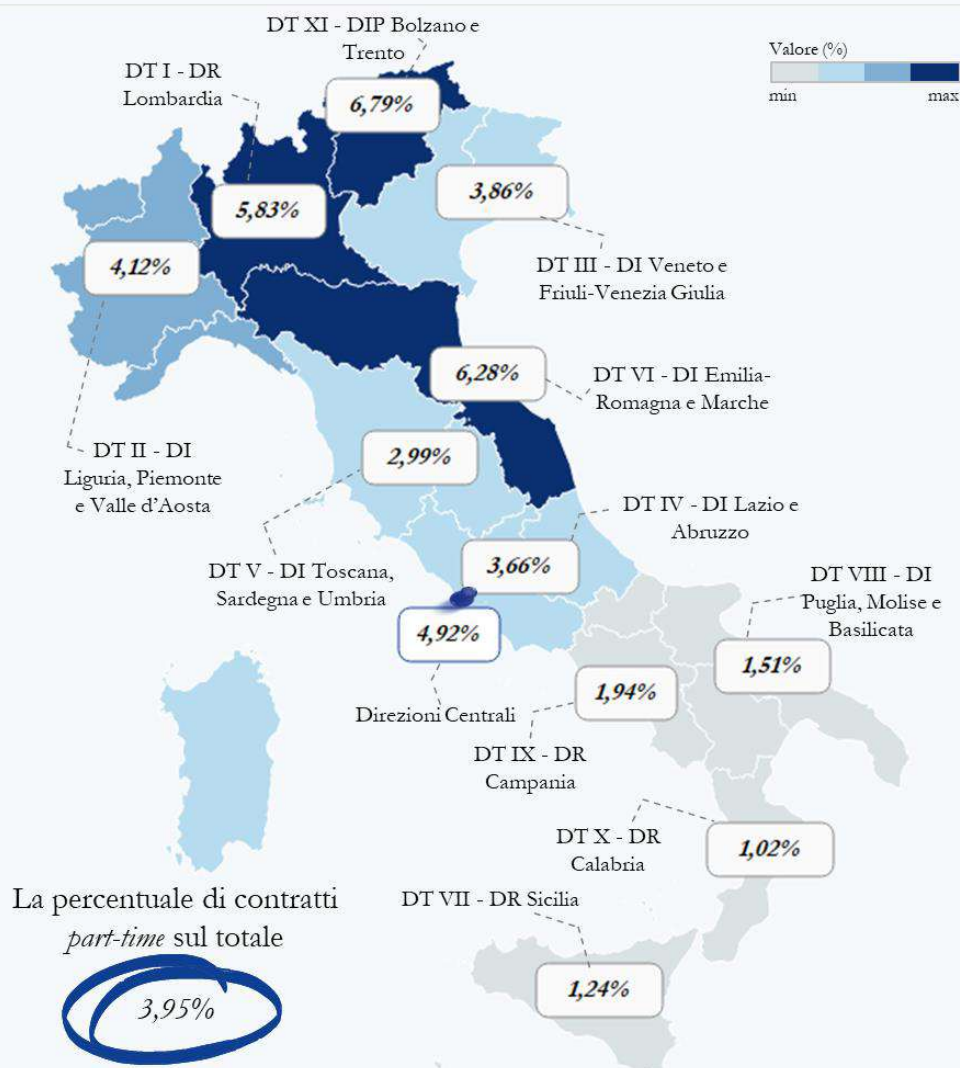 DT XI - DIP Bolzano e
Trento
Valore (%)
min max
DT I - DR
Lombardia
6,79%
5,83%
3,86%
4,12%
DT III - DI Veneto e
Friuli-Venezia Giulia
6,28%
DT VI - DI Emilia-
Romagna e Marche
DT II - DI
Liguria, Piemonte
e Valle d'Aosta
2,99%
DT IV - DI Lazio e
Abruzzo
DT V - DI Toscana,
Sardegna e Umbria
3,66%
DT VIII - DI
Puglia, Molise e
Basilicata
4,92%
Direzioni Centrali
1,51%
1,94%
DT IX - DR
Campania
DT X - DR
Calabria
1,02%
La percentuale di contratti
part-time sul totale
3,95%
DT VII - DR Sicilia
1,24%